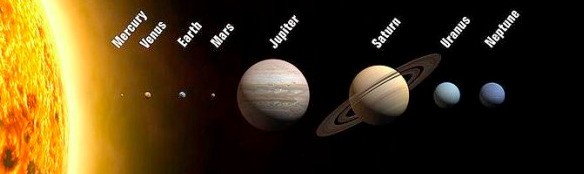 Mercury
Venus
Earth
Mars
Jupiter
Saturn
Uranus
Neptune